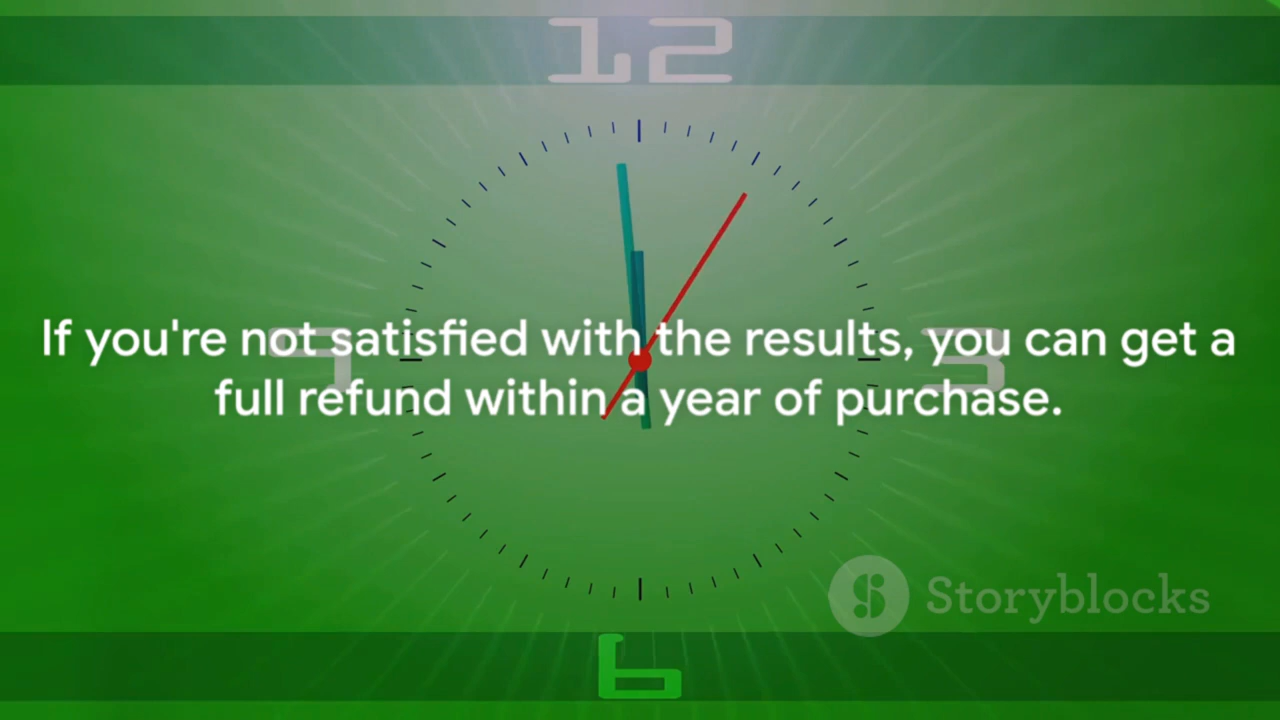 12
If you're not satisfied with the results, you can get a
full refund within a year of purchase.
Storyblocks
6